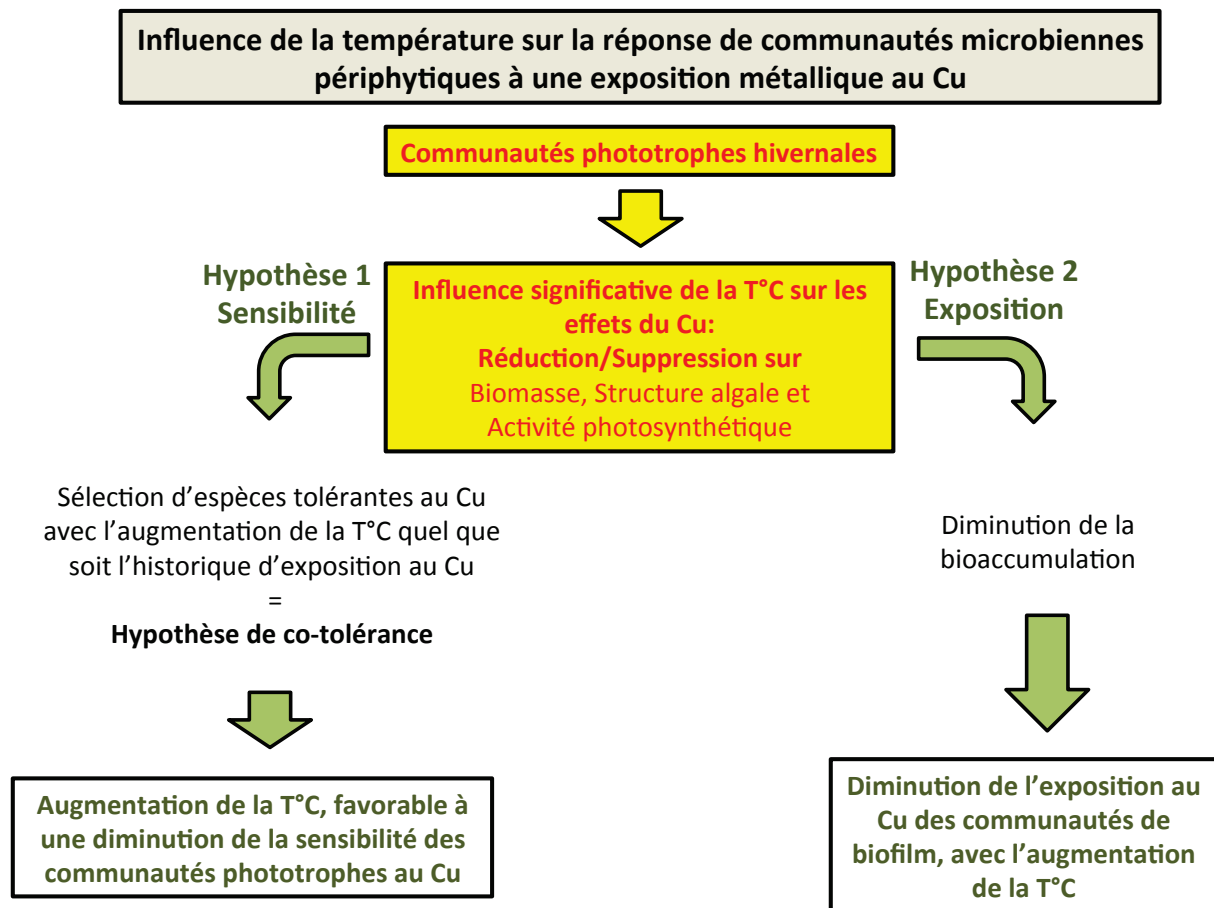 Influence de la température sur la réponse de communautés microbiennes
périphytiques à une exposition métallique au Cu
Communautés phototrophes hivernales
Hypothèse 1
Sensibilité
Influence significative de la T°C sur les
effets du Cu:
Réduction/Suppression sur
Biomasse, Structure algale et
Activité photosynthétique
Hypothèse 2
Exposition
Sélection d'espèces tolérantes au Cu
avec l'augmentation de la T°C quel que
soit l'historique d'exposition au Cu
=
Hypothèse de co-tolérance
Diminution de la
bioaccumulation
Augmentation de la T°C, favorable à
une diminution de la sensibilité des
communautés phototrophes au Cu
Diminution de l'exposition au
Cu des communautés de
biofilm, avec l'augmentation
de la T°C